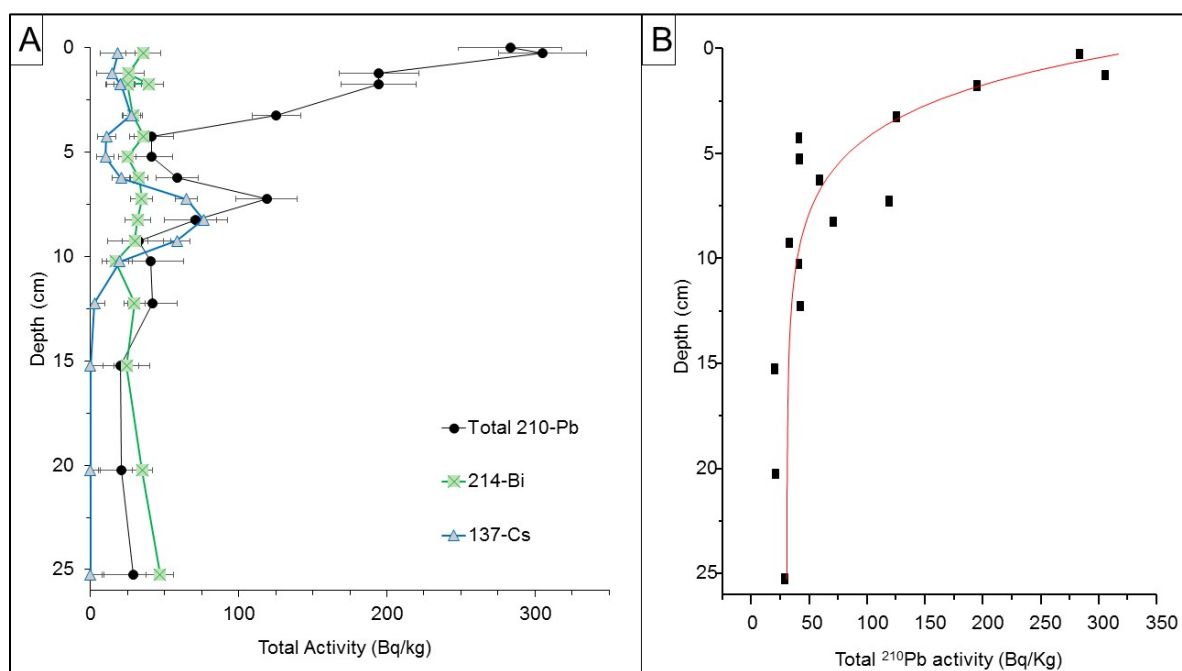 A
0
5
10
15
20
25
Depth (cm)
0
100
200
300
Total Activity (Bq/kg)
Total 210-Pb
214-Bi
137-Cs
B
0
5
10
15
20
25
Depth (cm)
0
50
100
150
200
250
300
350
Total ²¹⁰Pb activity (Bq/Kg)